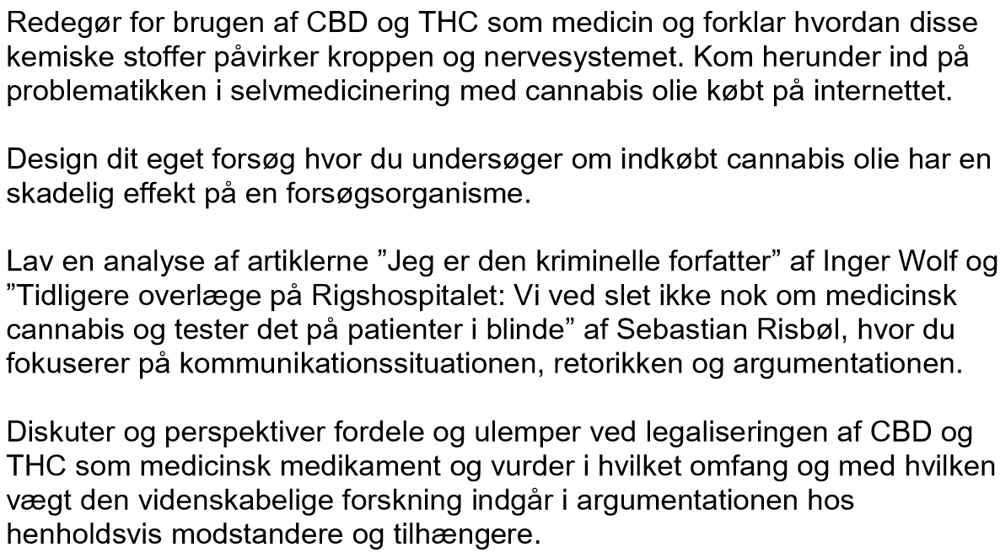 Redegør for brugen af CBD og THC som medicin og forklar hvordan disse
kemiske stoffer påvirker kroppen og nervesystemet. Kom herunder ind på
problematikken i selvmedicinering med cannabis olie købt på internettet.
Design dit eget forsøg hvor du undersøger om indkøbt cannabis olie har en
skadelig effekt på en forsøgsorganisme.
Lav en analyse af artiklerne ”Jeg er den kriminelle forfatter” af Inger Wolf og
”Tidligere overlæge på Rigshospitalet: Vi ved slet ikke nok om medicinsk
cannabis og tester det på patienter i blinde” af Sebastian Risbøl, hvor du
fokuserer på kommunikationssituationen, retorikken og argumentationen.
Diskuter og perspektiver fordele og ulemper ved legaliseringen af CBD og
THC som medicinsk medikament og vurder i hvilket omfang og med hvilken
vægt den videnskabelige forskning indgår i argumentationen hos
henholdsvis modstandere og tilhængere.